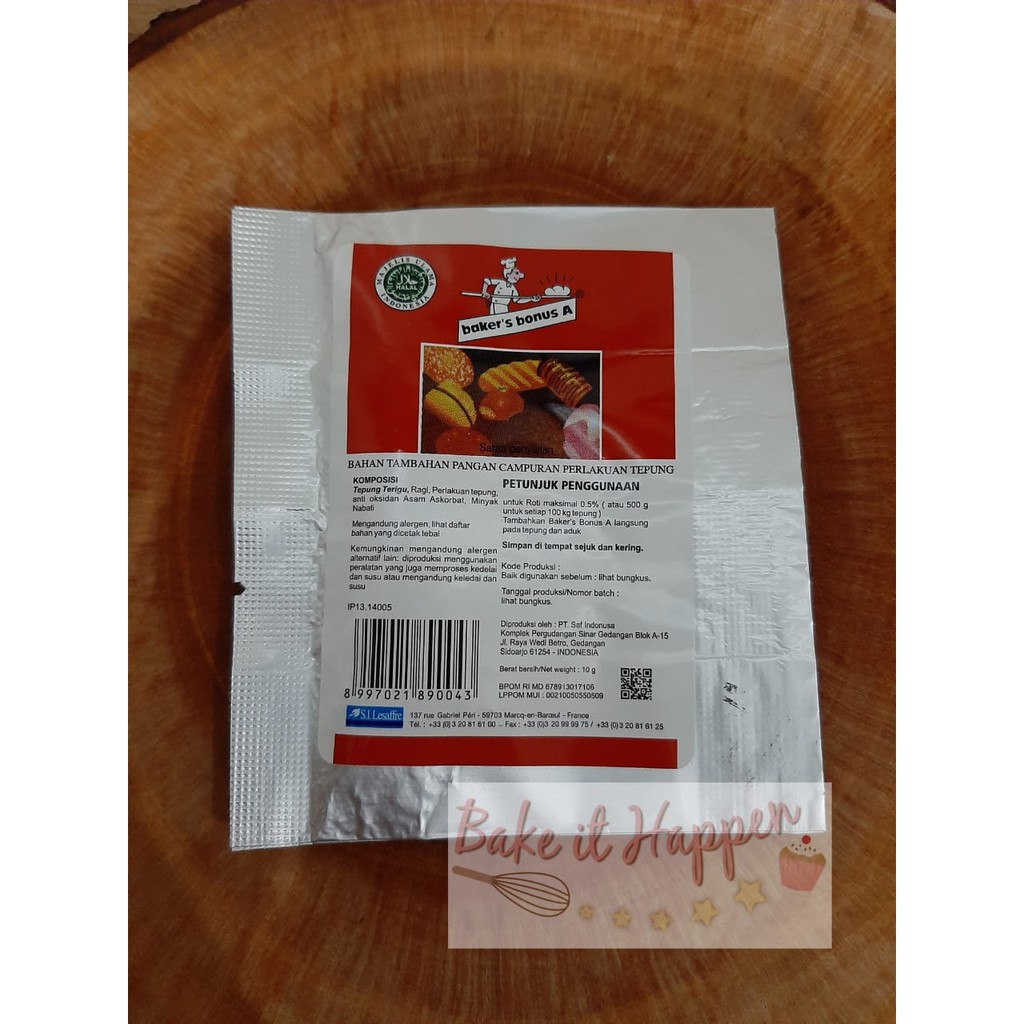 MAJELIS ULAMA
HALAL
INDONESIA
baker's bonus A ®
Saran penyajian
BAHAN TAMBAHAN PANGAN CAMPURAN PERLAKUAN TEPUNG
KOMPOSISI
Tepung Terigu, Ragi, Perlakuan tepung,
anti oksidan Asam Askorbat, Minyak
Nabati
Mengandung alergen, lihat daftar
bahan yang dicetak tebal
Kemungkinan mengandung alergen
alternatif lain: diproduksi menggunakan
peralatan yang juga memproses kedelai
dan susu atau mengandung keledai dan
susu
IP13.14005
8 997021 890043
PETUNJUK PENGGUNAAN
untuk Roti maksimal 0.5% ( atau 500 g
untuk setiap 100 kg tepung )
Tambahkan Baker's Bonus A langsung
pada tepung dan aduk
Simpan di tempat sejuk dan kering.
Kode Produksi :
Baik digunakan sebelum : lihat bungkus.
Tanggal produksi/Nomor batch :
lihat bungkus.
Diproduksi oleh : PT. Saf Indonusa
Komplek Pergudangan Sinar Gedangan Blok A-15
Jl. Raya Wedi Betro, Gedangan
Sidoarjo 61254 - INDONESIA
Berat bersih/Net weight : 10 g
BPOM RI MD 678913017106
LPPOM MUI : 00210050550509
S.I.Lesaffre
137 rue Gabriel Péri - 59703 Marcq-en-Barœul - France
Tél. : +33 (0) 3 20 81 61 00 – Fax : +33 (0)3 20 99 99 75 / +33 (0)3 20 81 61 25
Bake it Happen